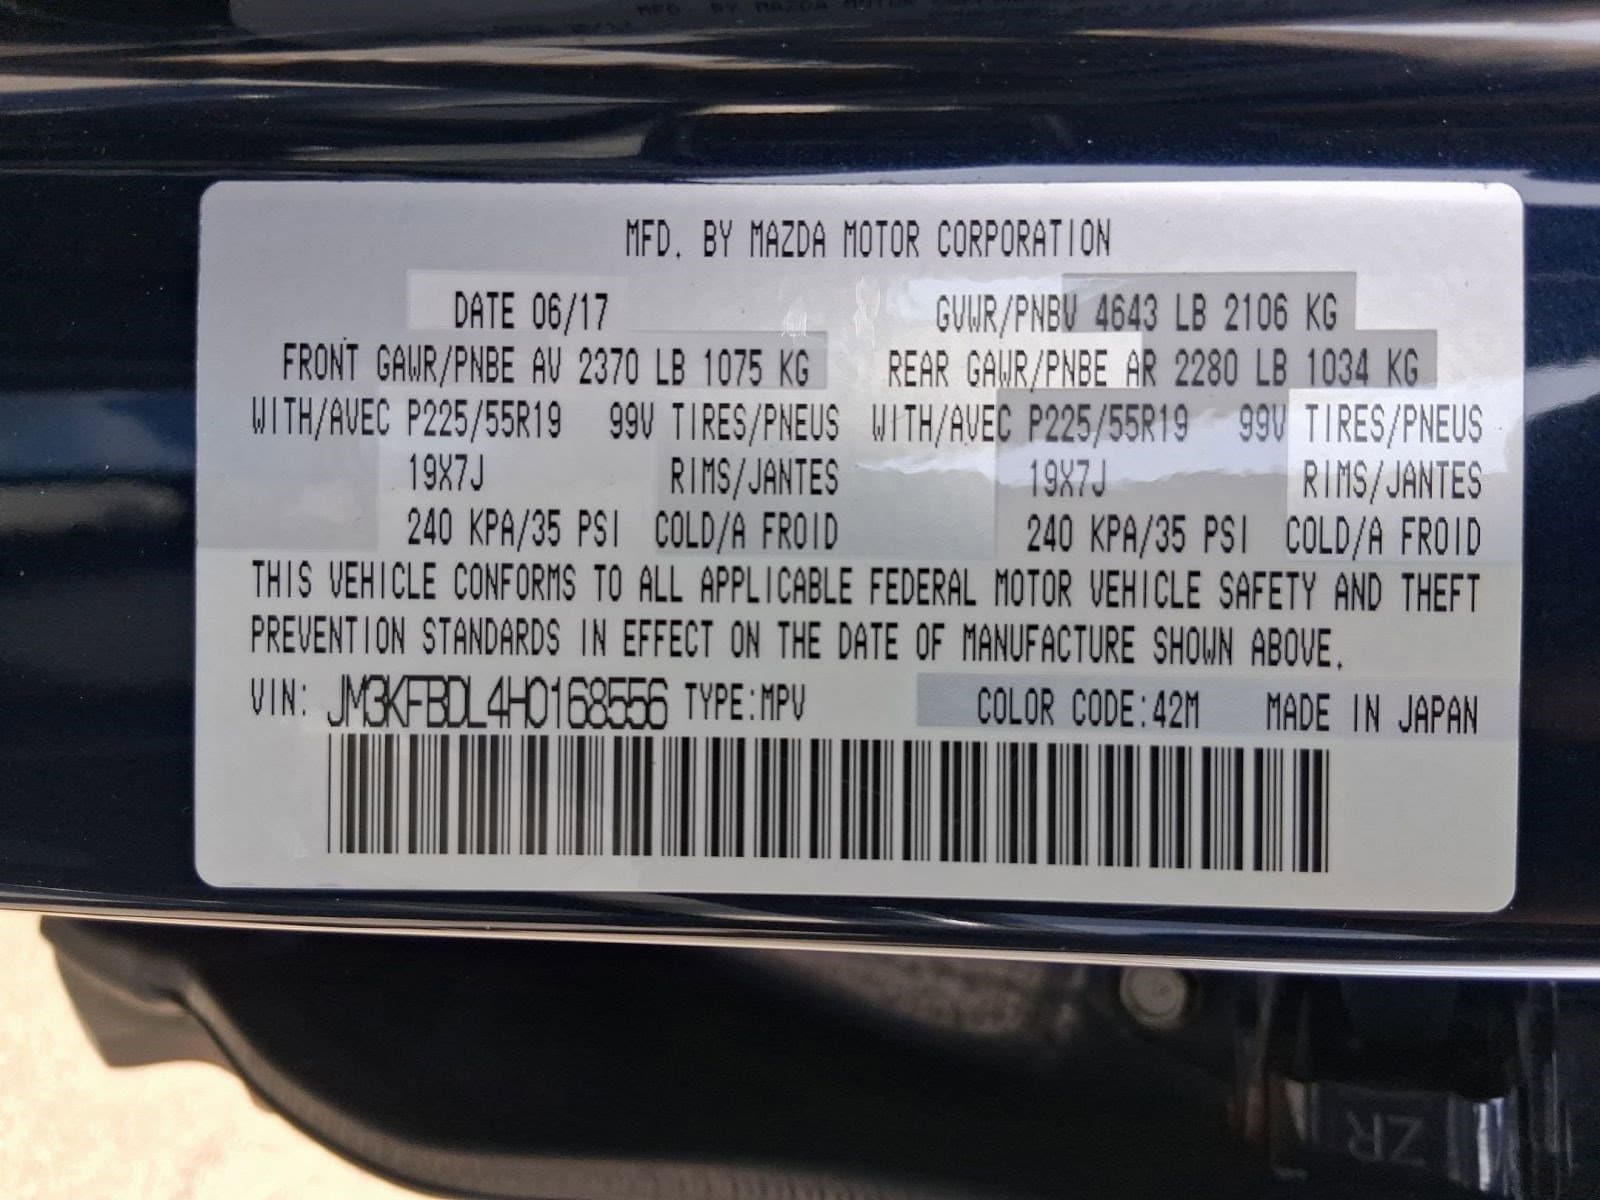 MFD. BY MAZDA MOTOR CORPORATION
DATE 06/17 GVWR/PNBV 4643 LB 2106 KG
FRONT GAWR/PNBE AV 2370 LB 1075 KG REAR GAWR/PNBE AR 2280 LB 1034 KG
WITH/AVEC P225/55R19 99V TIRES/PNEUS WITH/AVEC P225/55R19 99V TIRES/PNEUS
19X7J RIMS/JANTES 19X7J RIMS/JANTES
240 KPA/35 PSI COLD/A FROID 240 KPA/35 PSI COLD/A FROID
THIS VEHICLE CONFORMS TO ALL APPLICABLE FEDERAL MOTOR VEHICLE SAFETY AND THEFT
PREVENTION STANDARDS IN EFFECT ON THE DATE OF MANUFACTURE SHOWN ABOVE.
VIN: JM3KFBDL4H0168556 TYPE:MPV COLOR CODE:42M MADE IN JAPAN
ZR